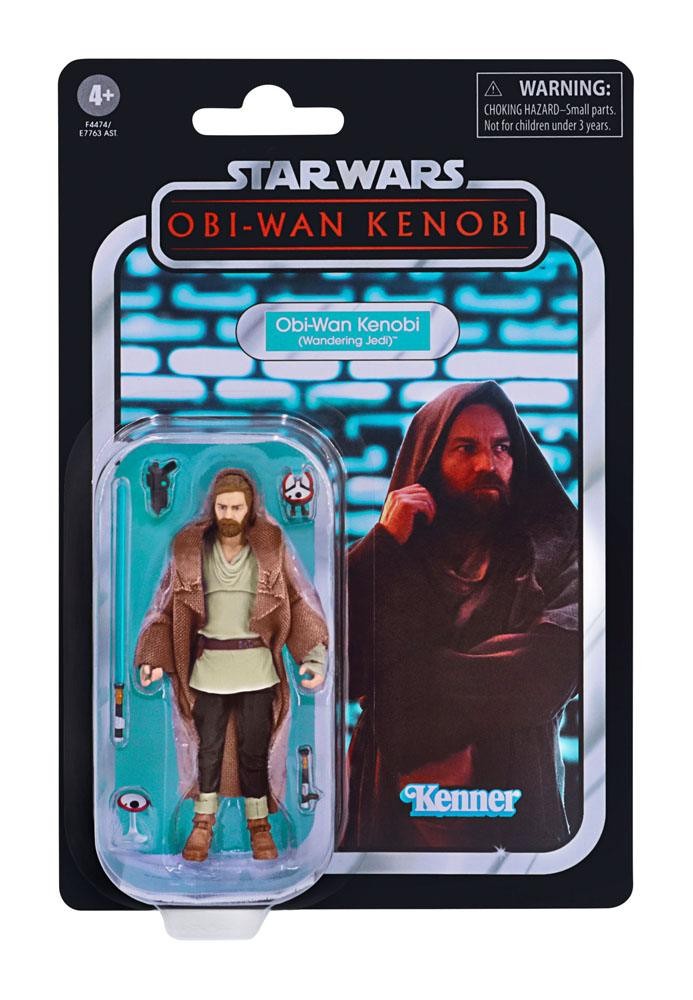 4+
F4474/
E7763 AST.
⚠ WARNING:
CHOKING HAZARD–Small parts.
Not for children under 3 years.
STAR WARS
OBI-WAN KENOBI
Obi-Wan Kenobi
(Wandering Jedi)™
Kenner